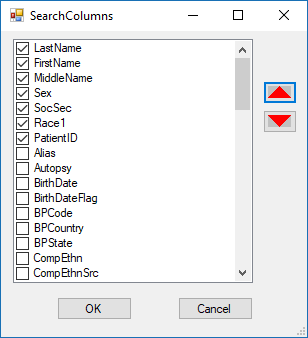 SearchColumns
LastName
FirstName
MiddleName
Sex
SocSec
Race1
PatientID
Alias
Autopsy
BirthDate
BirthDateFlag
BPCode
BPCountry
BPState
CompEthn
CompEthnSrc
OK Cancel